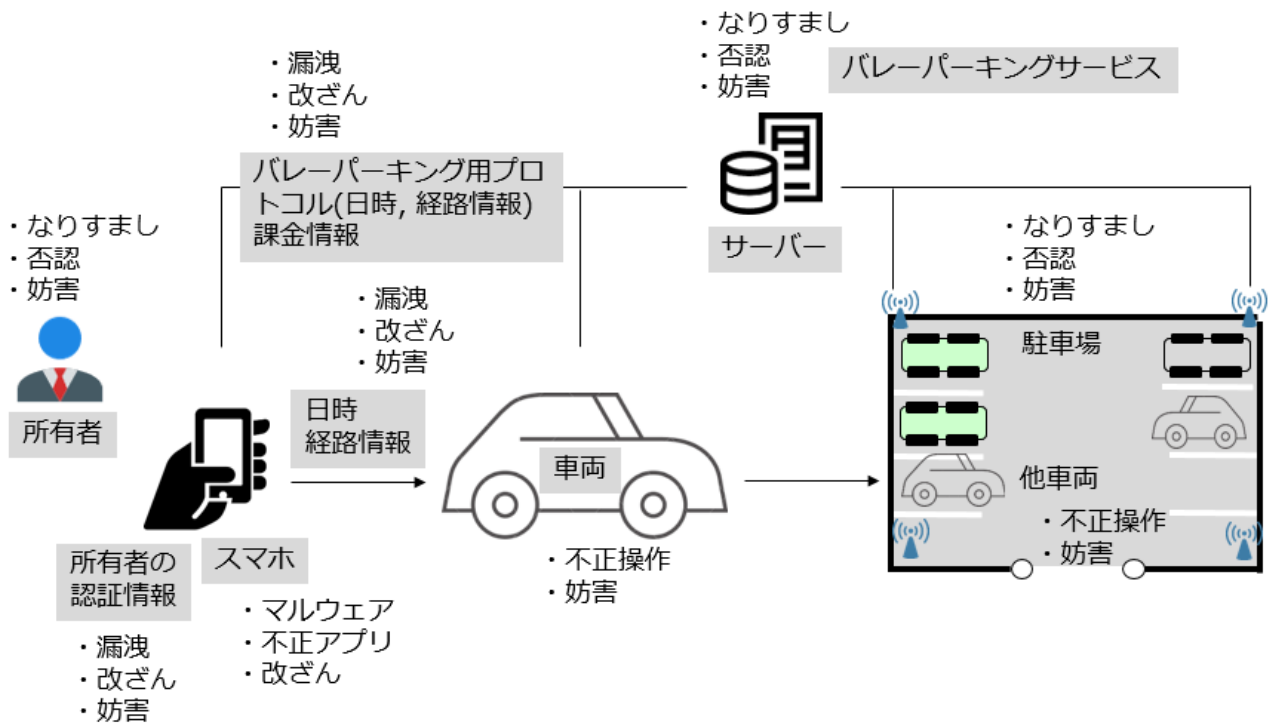 ・なりすまし
・否認
・妨害
バレーパーキングサービス
・漏洩
・改ざん
・妨害
バレーパーキング用プロ
トコル(日時, 経路情報)
課金情報
サーバー
・なりすまし
・否認
・妨害
所有者
・漏洩
・改ざん
・妨害
日時
経路情報
車両
・不正操作
・妨害
・なりすまし
・否認
・妨害
駐車場
他車両
・不正操作
・妨害
所有者の
認証情報
スマホ
・漏洩
・改ざん
・妨害
・マルウェア
・不正アプリ
・改ざん